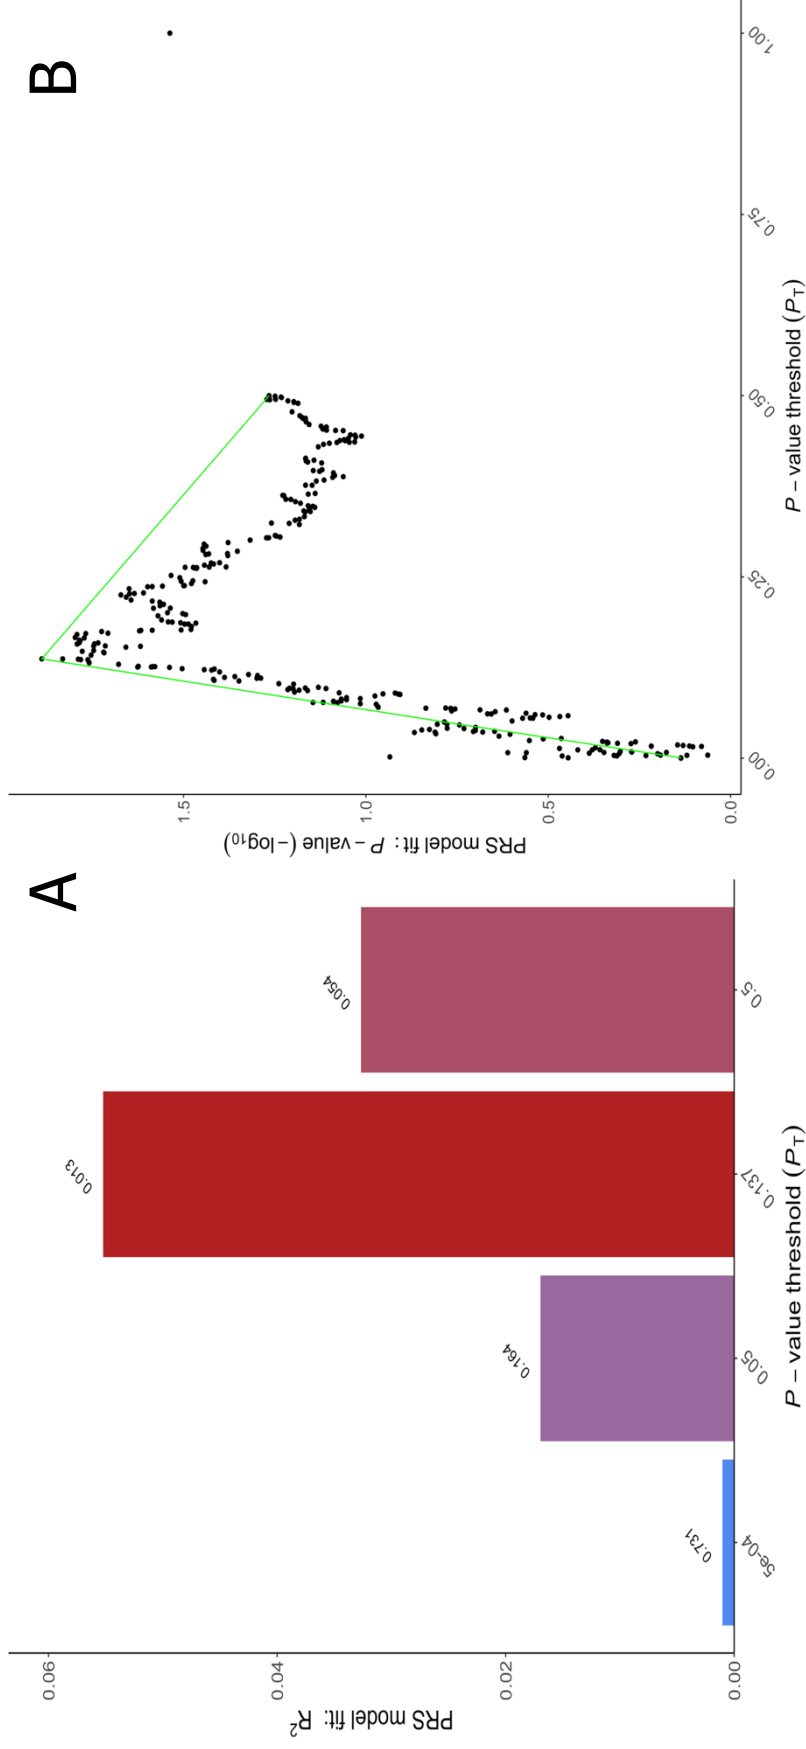 A
PRS model fit: R²
0.06
0.04
0.02
0.00
0.731
0.164
0.013
0.054
5e-04
0.05
0.137
0.5
P − value threshold (PT)
B
PRS model fit: P − value (−log10)
1.5
1.0
0.5
0.0
0.00
0.25
0.50
0.75
1.00
P − value threshold (PT)